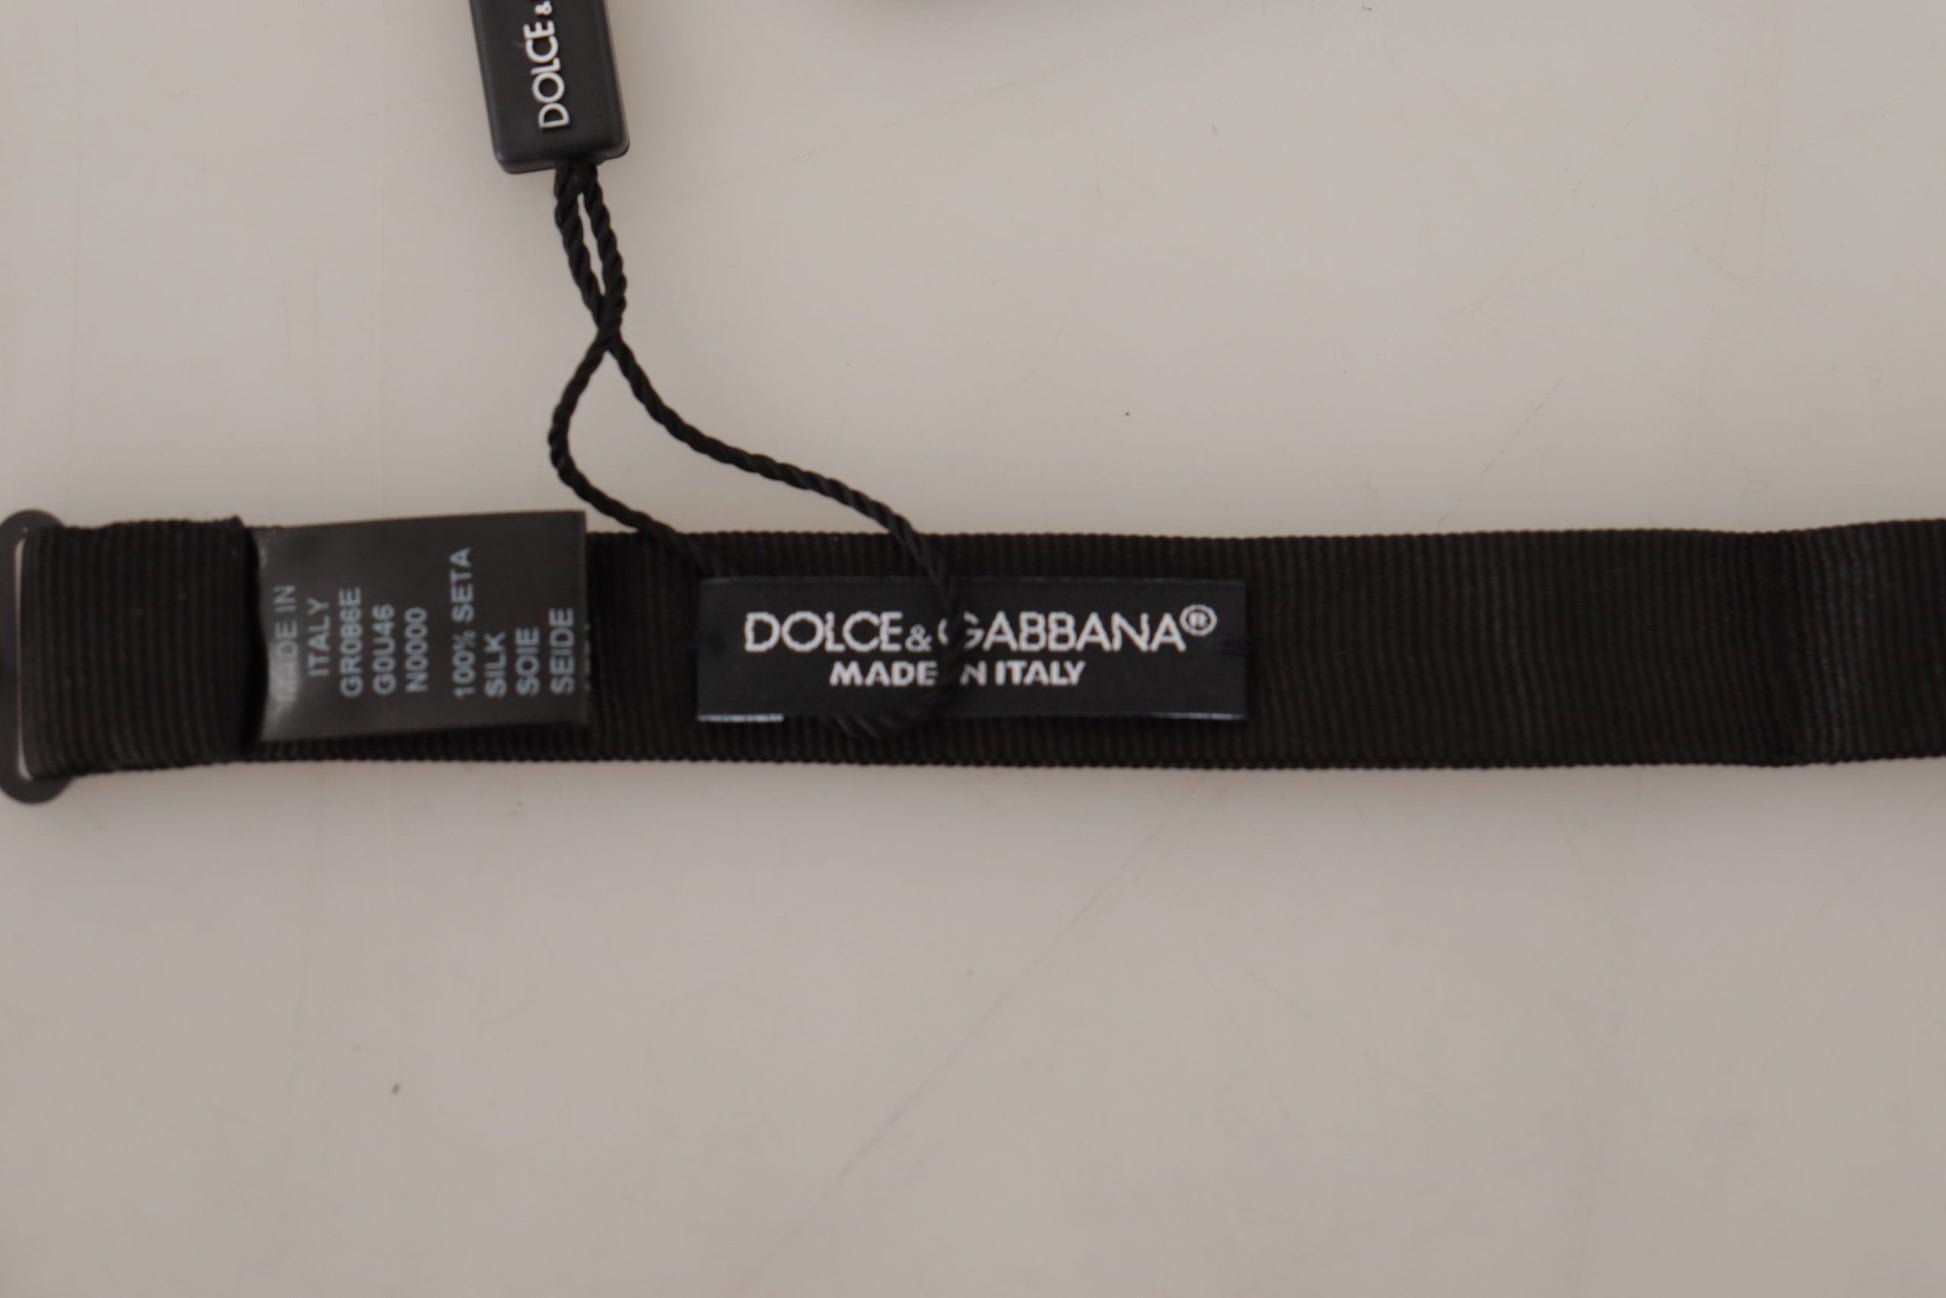 DOLCE &
MADE IN
ITALY
GR086E
G0U46
N0000
100% SETA
SILK
SOIE
SEIDE
DOLCE & GABBANA®
MADE IN ITALY